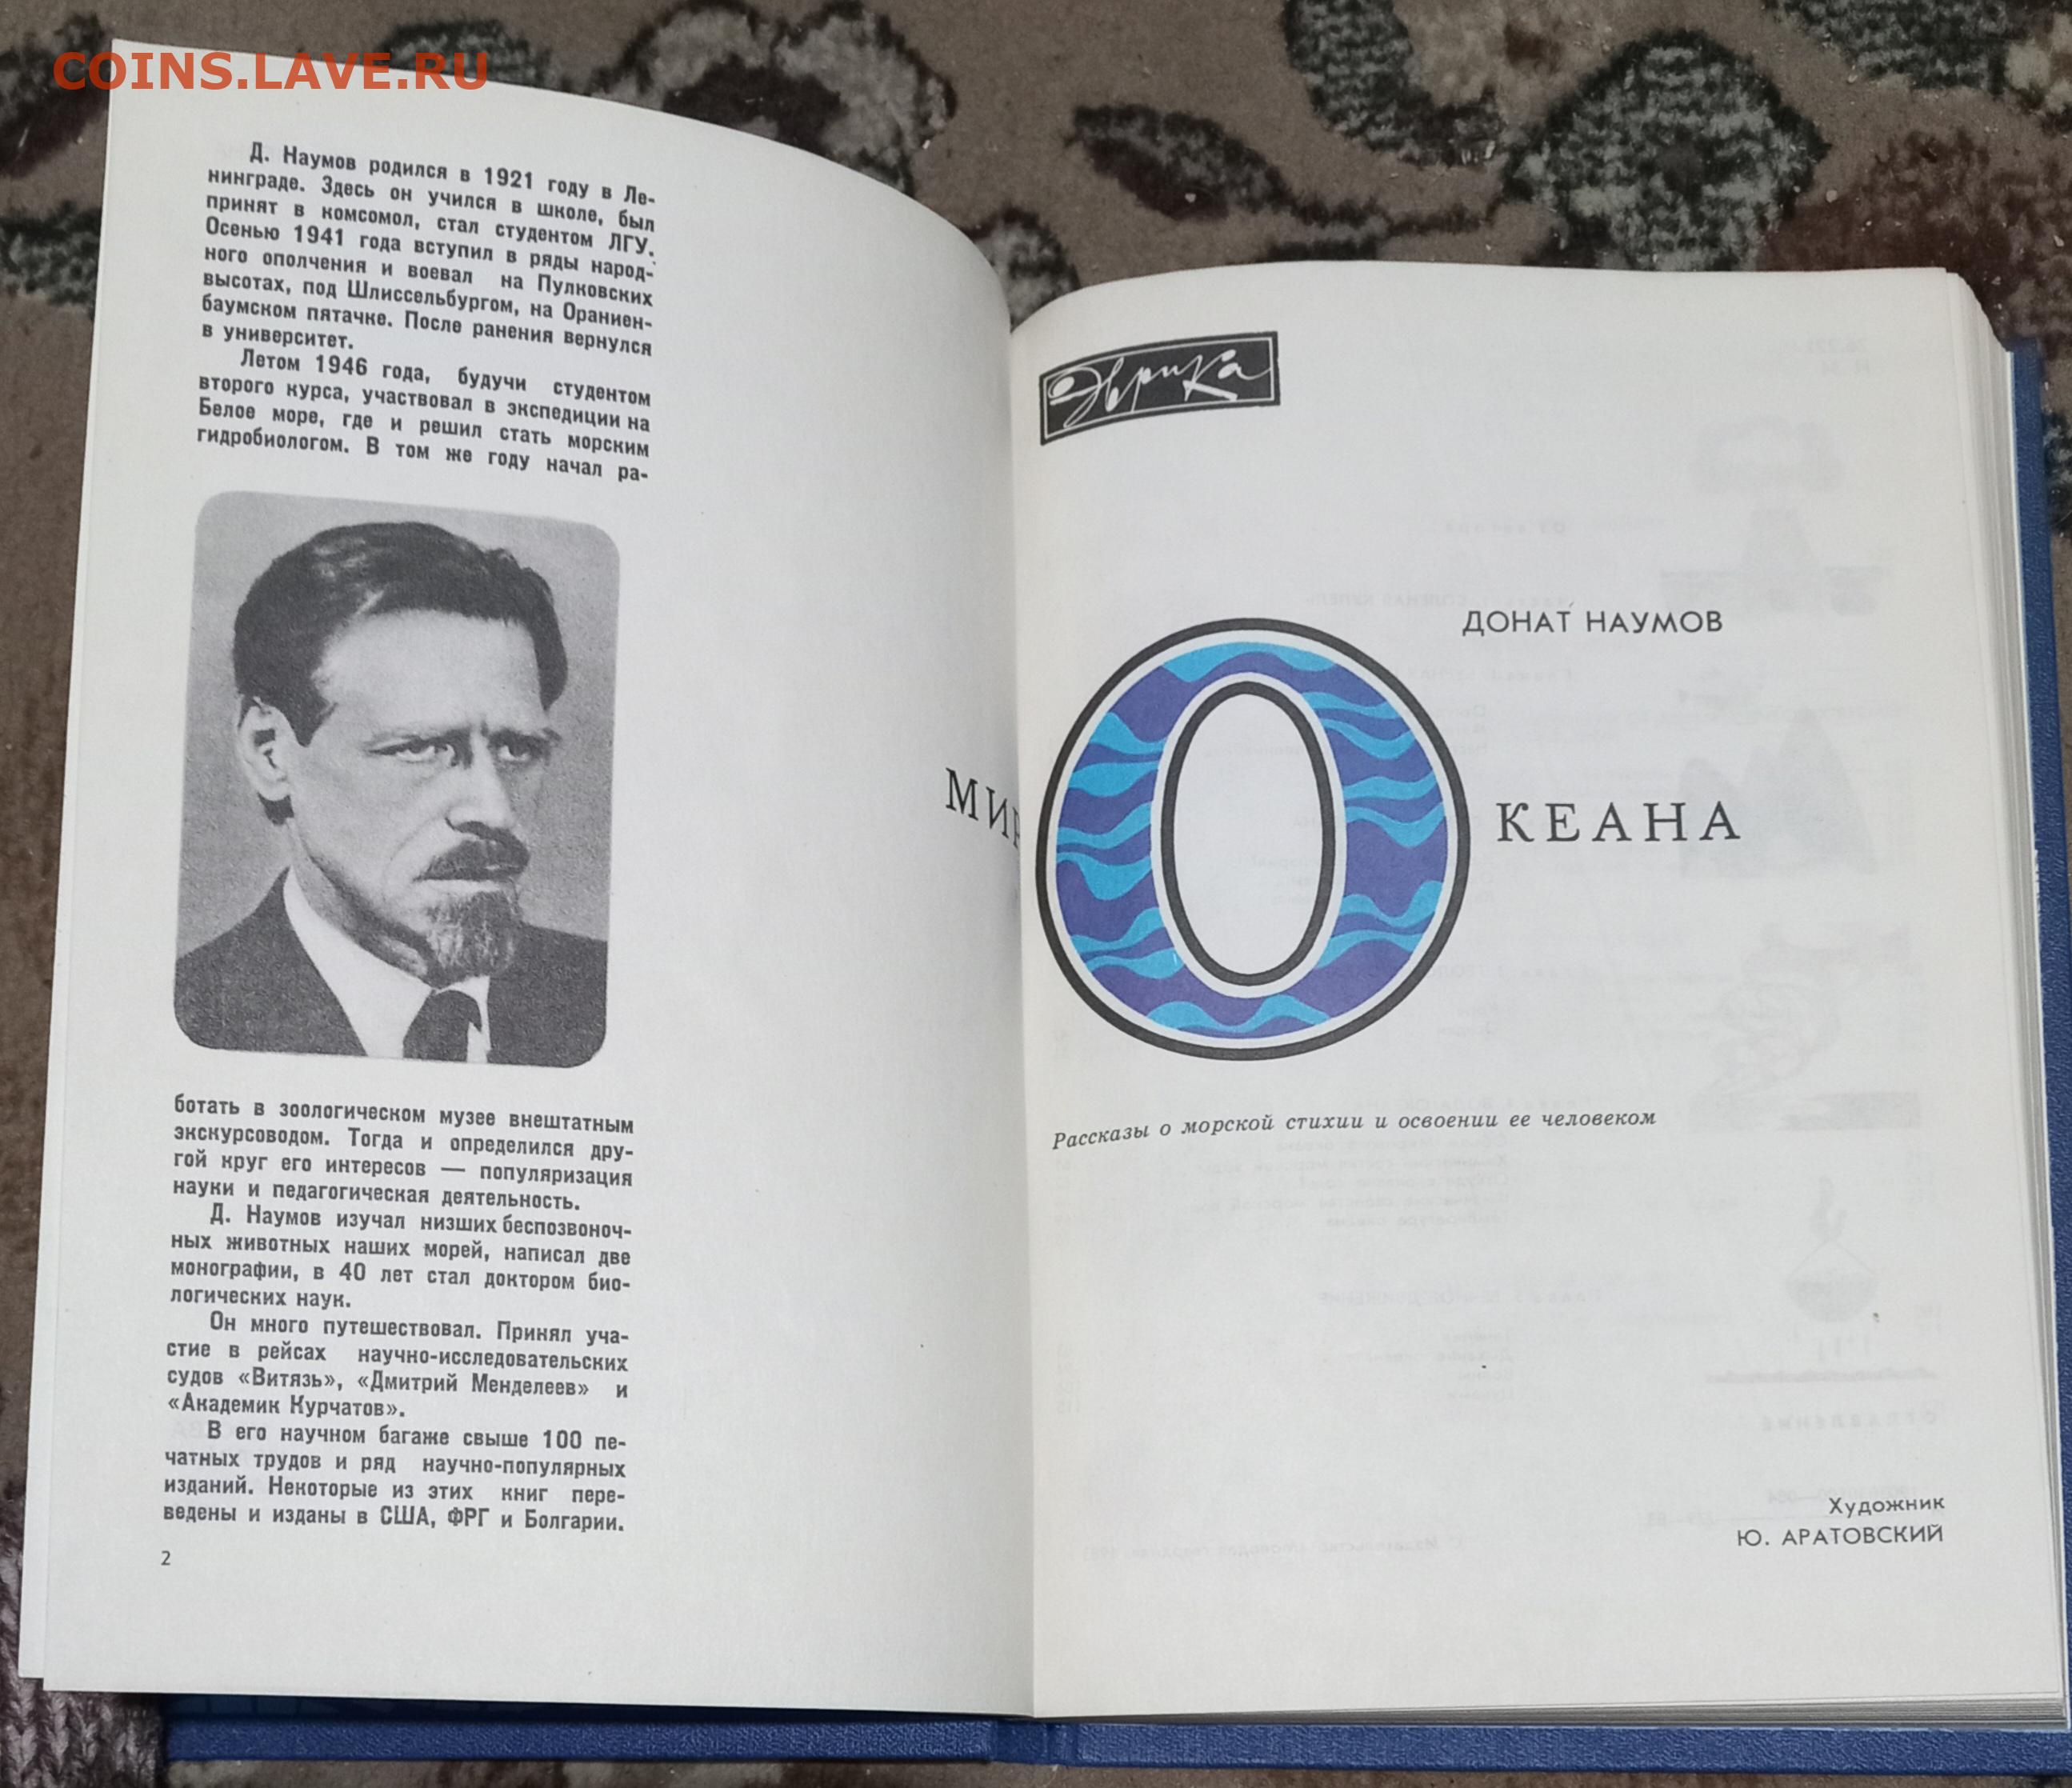 COINS.LAVE.RU
Д. Наумов родился в 1921 году в Ле-
нинграде. Здесь он учился в школе, был
принят в комсомол, стал студентом ЛГУ.
Осенью 1941 года вступил в ряды народ-
ного ополчения и воевал на Пулковских
высотах, под Шлиссельбургом, на Ораниен-
баумском пятачке. После ранения вернулся
в университет.
Летом 1946 года, будучи студентом
второго курса, участвовал в экспедиции на
Белое море, где и решил стать морским
гидробиологом. В том же году начал ра-
ботать в зоологическом музее внештатным
экскурсоводом. Тогда и определился дру-
гой круг его интересов — популяризация
науки и педагогическая деятельность.
Д. Наумов изучал низших беспозвоноч-
ных животных наших морей, написал две
монографии, в 40 лет стал доктором био-
логических наук.
Он много путешествовал. Принял уча-
стие в рейсах научно-исследовательских
судов «Витязь», «Дмитрий Менделеев» и
«Академик Курчатов».
В его научном багаже свыше 100 пе-
чатных трудов и ряд научно-популярных
изданий. Некоторые из этих книг пере-
ведены и изданы в США, ФРГ и Болгарии.
2
Эврика
ДОНАТ НАУМОВ
МИР ОКЕАНА
Рассказы о морской стихии и освоении ее человеком
Художник
Ю. АРАТОВСКИЙ